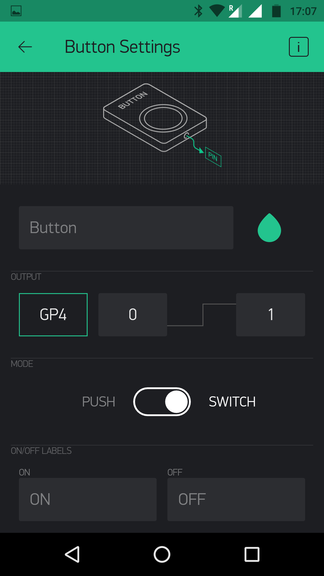 R
17:07
Button Settings
i
BUTTON
PIN
Button
OUTPUT
GP4
0
1
MODE
PUSH
SWITCH
ON/OFF LABELS
ON
OFF
ON
OFF